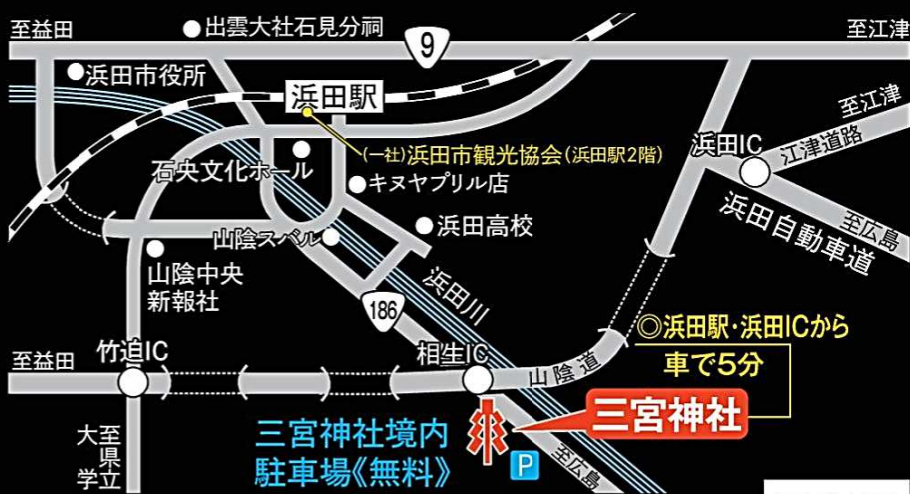 至益田
出雲大社石見分祠
9
至江津
浜田市役所
浜田駅
至江津
(一社)浜田市観光協会(浜田駅2階)
浜田IC
江津道路
石央文化ホール
キヌヤプリル店
浜田自動車道
至広島
浜田高校
山陰スバル
山陰中央
新報社
浜田川
186
◎浜田駅・浜田ICから
車で5分
至益田
竹迫IC
相生IC
山陰道
三宮神社
三宮神社境内
駐車場《無料》
P
至広島
至県
大学立